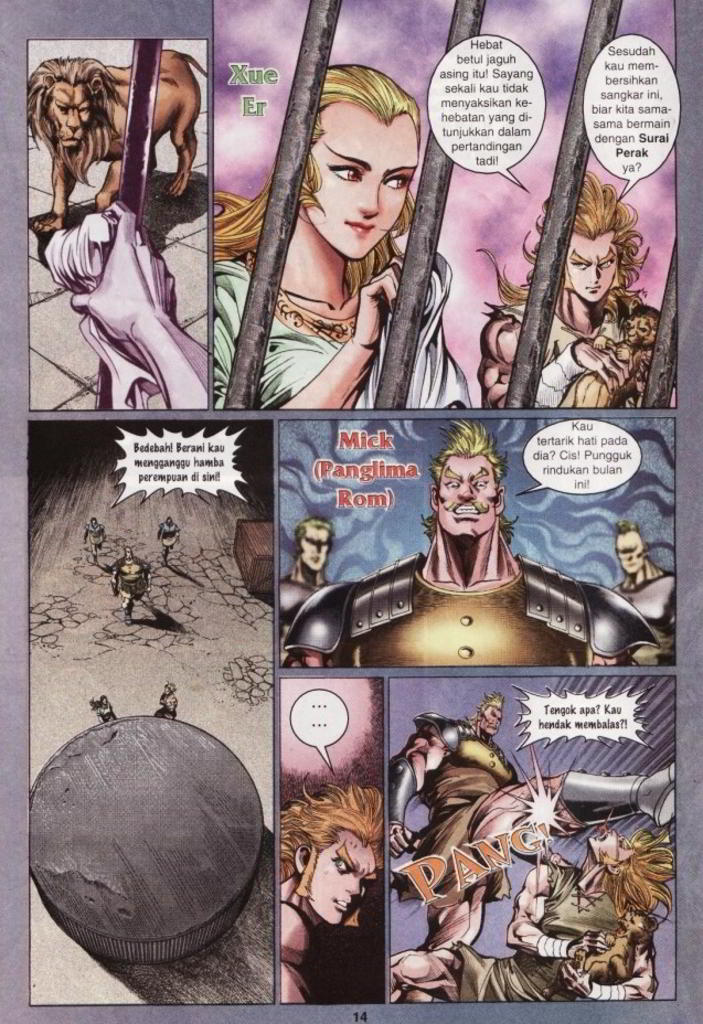 Xue
Er
Hebat
betul jaguh
asing itu! Sayang
sekali kau tidak
menyaksikan ke-
hebatan yang di-
tunjukkan dalam
pertandingan
tadi!
Sesudah
kau mem-
bersihkan
sangkar ini,
biar kita sama-
sama bermain
dengan Surai
Perak
ya?
Bedebah! Berani kau
mengganggu hamba
perempuan di sini!
Mick
(Panglima
Rom)
Kau
tertarik hati pada
dia? Cis! Pungguk
rindukan bulan
ini!
...
...
Tengok apa? Kau
hendak membalas?!
PANG!
14